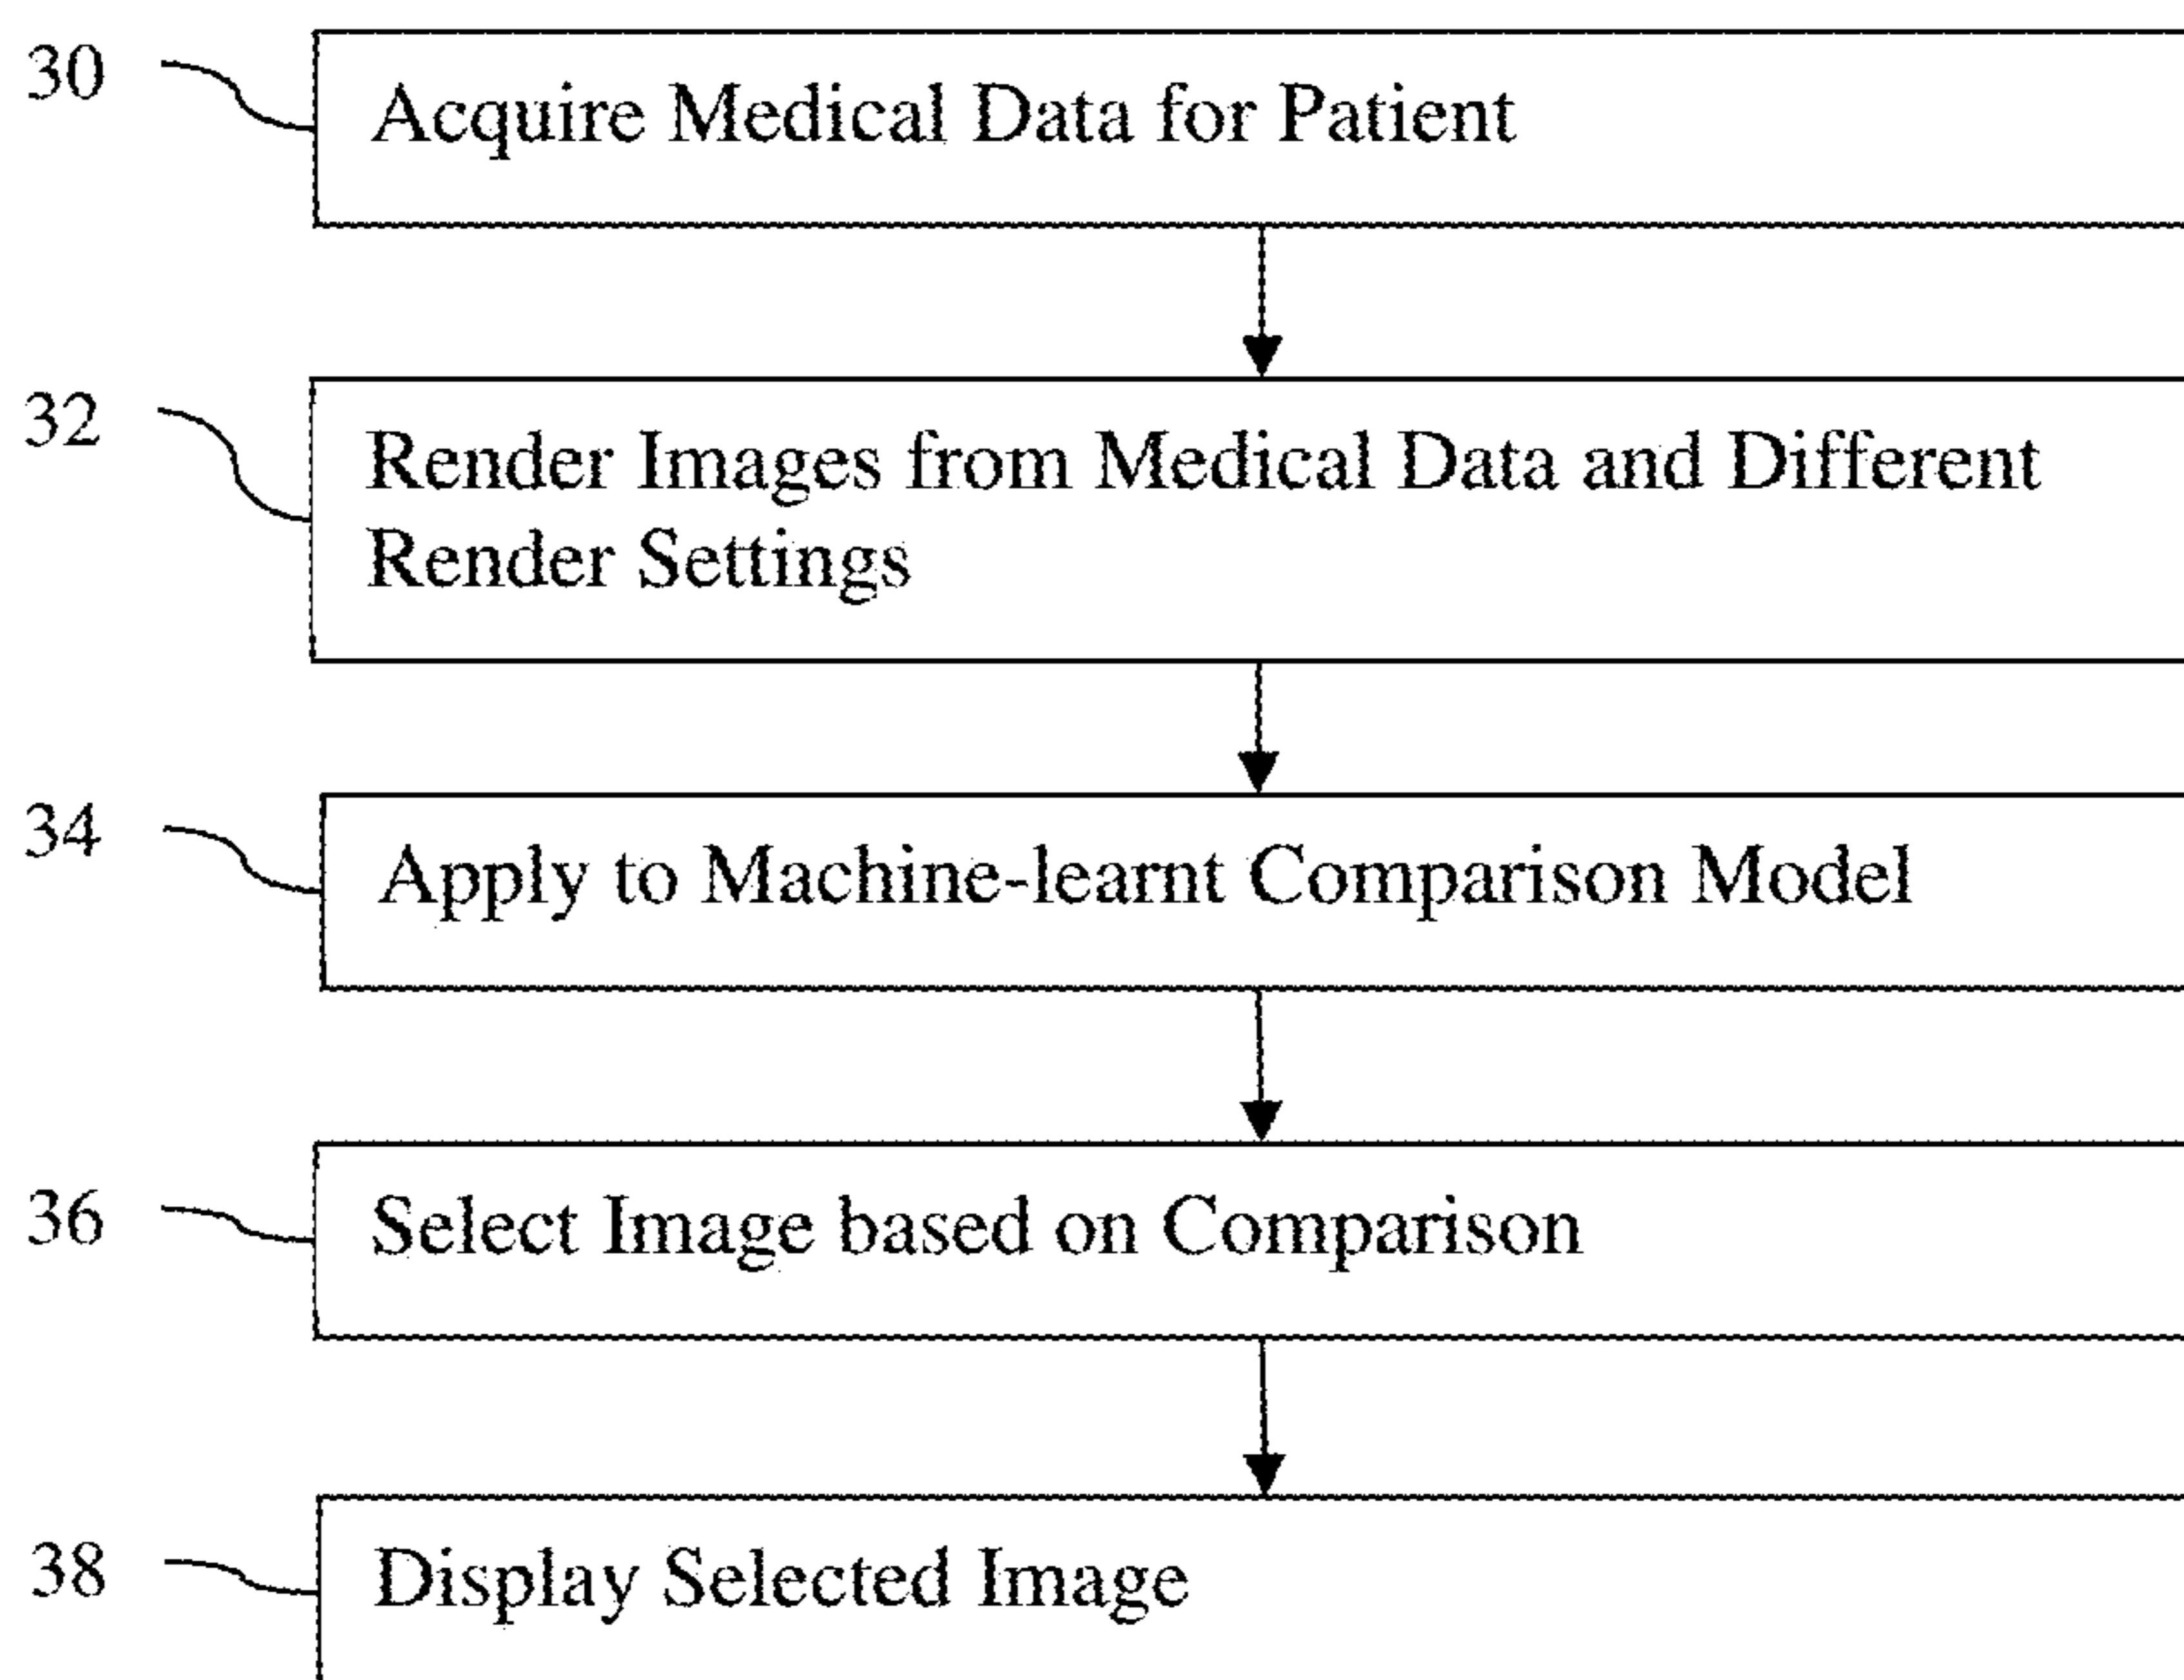 30
Acquire Medical Data for Patient
32
Render Images from Medical Data and Different
Render Settings
34
Apply to Machine-learnt Comparison Model
36
Select Image based on Comparison
38
Display Selected Image